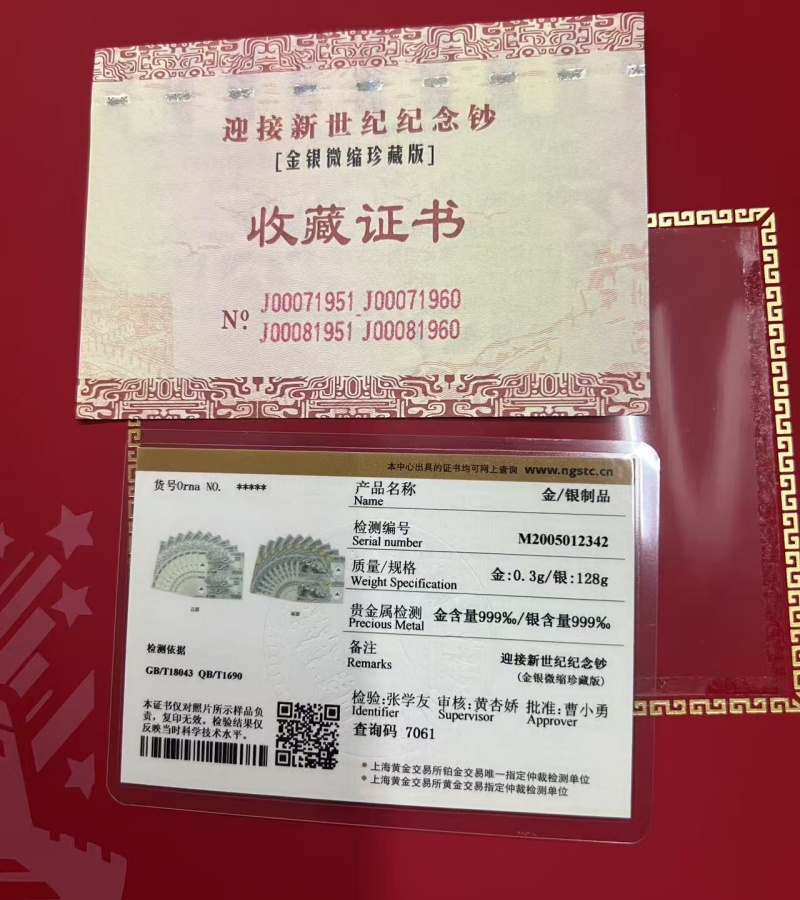 迎接新世纪纪念钞
[金银微缩珍藏版]
收藏证书
Nº. J00071951_J00071960
J00081951 J00081960
本中心出具的证书均可网上查询 www.ngstc.cn
货号Orna NO. *****
产品名称 金/银制品
Name
检测编号
Serial number M2005012342
质量/规格
Weight Specification 金:0.3g/银:128g
贵金属检测 金含量999‰/银含量999‰
Precious Metal
备注
Remarks
迎接新世纪纪念钞
(金银微缩珍藏版)
检测依据
GB/T18043 QB/T1690
检验:张学友 审核:黄杏娇 批准:曹小勇
Identifier Supervisor Approver
查询码 7061
本证书仅对照片所示样品负
责,复印无效。检验结果仅
反映当时科学技术水平。
上海黄金交易所铂金交易唯一指定仲裁检测单位
上海黄金交易所黄金交易指定仲裁检测单位